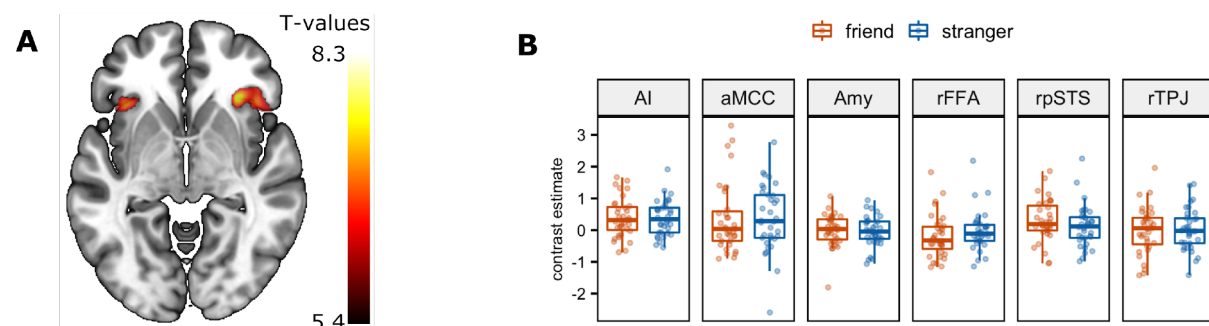 A
T-values
8.3
5.4
B
friend stranger
AI aMCC Amy rFFA rpSTS rTPJ
contrast estimate
3
2
1
0
-1
-2